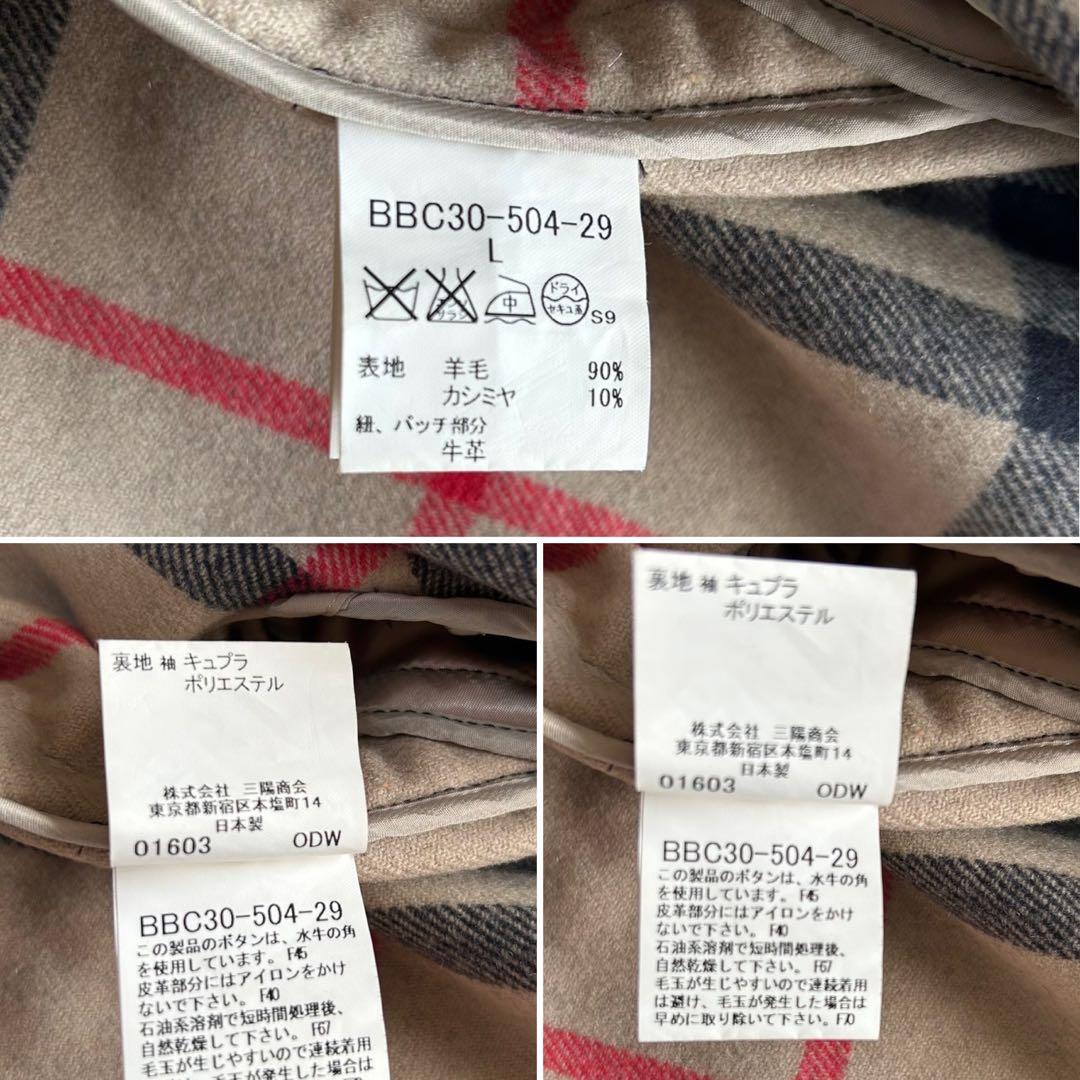 BBC30-504-29
L
中 ドライ
セキユ系
S9
表地 羊毛 90%
カシミヤ 10%
紐、パッチ部分
牛革
裏地 袖 キュプラ
ポリエステル
株式会社 三陽商会
東京都新宿区本塩町14
日本製
01603 ODW
BBC30-504-29
この製品のボタンは、水牛の角
を使用しています。 F45
皮革部分にはアイロンをかけ
ないで下さい。 F40
石油系溶剤で短時間処理後、
自然乾燥して下さい。 F67
毛玉が生じやすいので連続着用
毛玉が発生した場合は
裏地 袖 キュプラ
ポリエステル
株式会社 三陽商会
東京都新宿区本塩町14
日本製
01603 ODW
BBC30-504-29
この製品のボタンは、水牛の角
を使用しています。 F45
皮革部分にはアイロンをかけ
ないで下さい。 F40
石油系溶剤で短時間処理後、
自然乾燥して下さい。 F67
毛玉が生じやすいので連続着用
は避け、毛玉が発生した場合は
早めに取り除いて下さい。F70